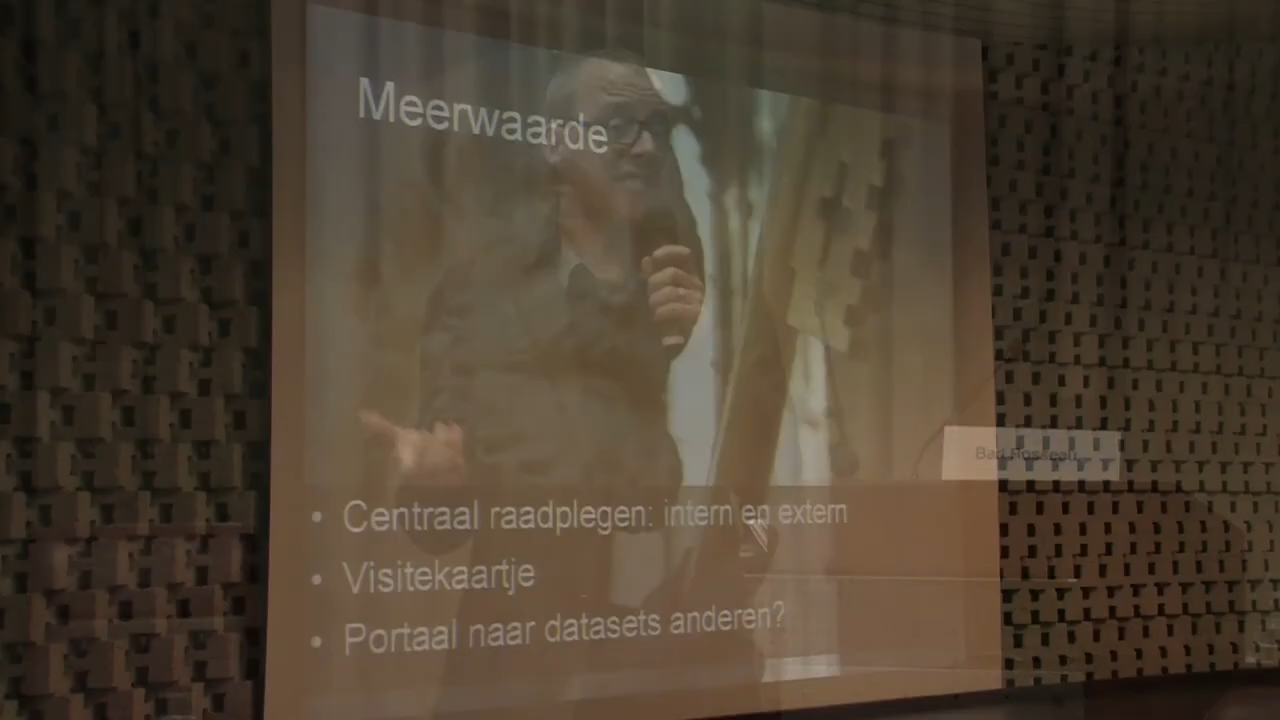 Meerwaarde
• Centraal raadplegen: intern en extern
• Visitekaartje
• Portaal naar datasets anderen?